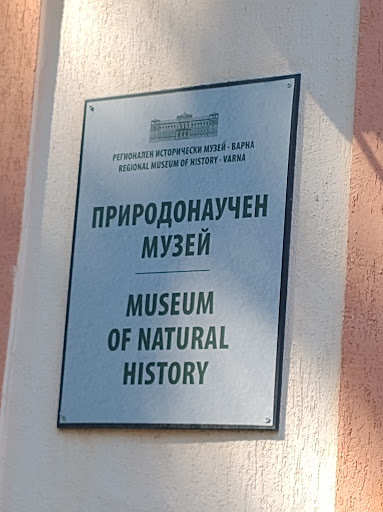 РЕГИОНАЛЕН ИСТОРИЧЕСКИ МУЗЕЙ - ВАРНА
REGIONAL MUSEUM OF HISTORY - VARNA
ПРИРОДОНАУЧЕН
МУЗЕЙ
MUSEUM
OF NATURAL
HISTORY